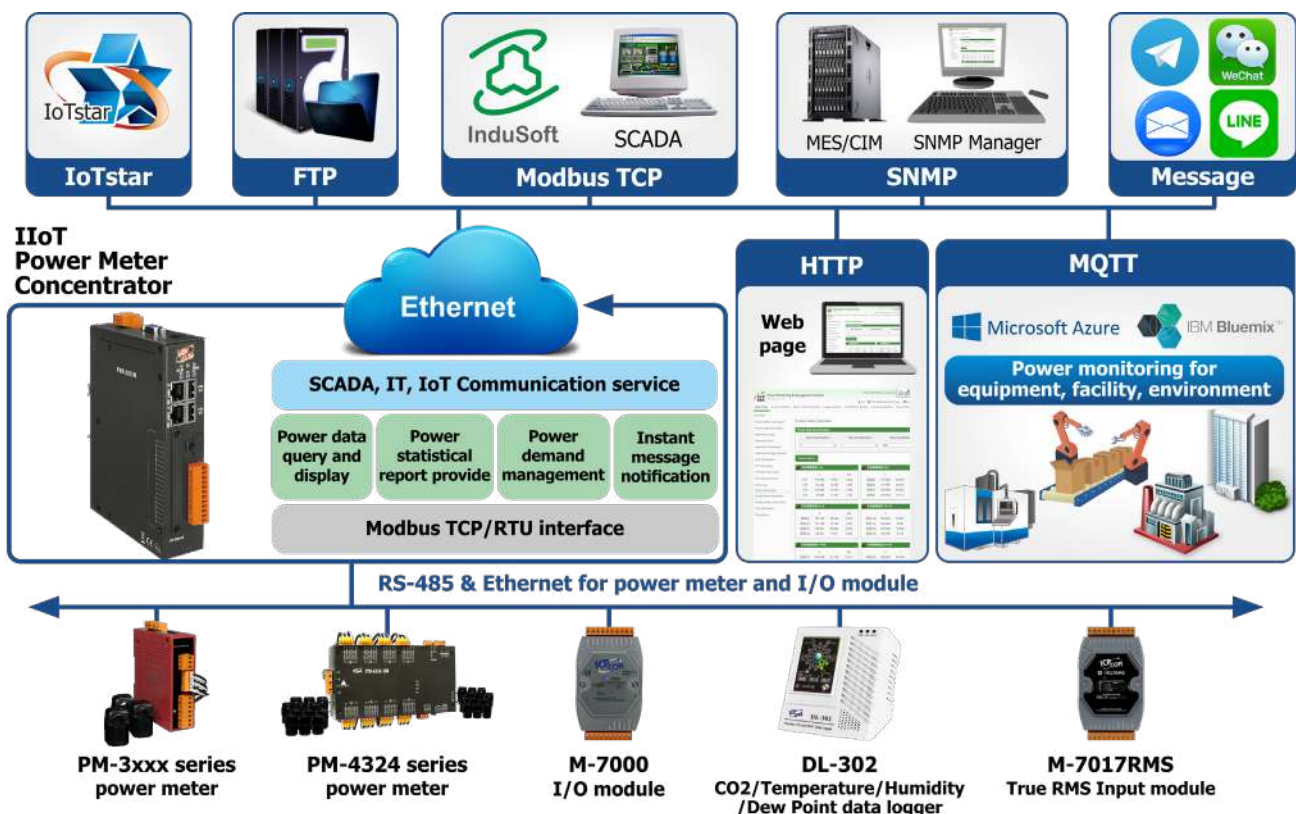 IoTstar
IoTstar
FTP
InduSoft
SCADA
Modbus TCP
MES/CIM
SNMP Manager
SNMP
WeChat
LINE
Message
IIoT
Power Meter
Concentrator
Ethernet
SCADA, IT, IoT Communication service
Power data
query and
display
Power
statistical
report provide
Power
demand
management
Instant
message
notification
Modbus TCP/RTU interface
HTTP
Web
page
MQTT
Microsoft Azure
IBM Bluemix™
Power monitoring for
equipment, facility, environment
RS-485 & Ethernet for power meter and I/O module
PM-3xxx series
power meter
PM-4324 series
power meter
M-7000
I/O module
DL-302
DL-302
CO2/Temperature/Humidity
/Dew Point data logger
M-7017RMS
True RMS Input module